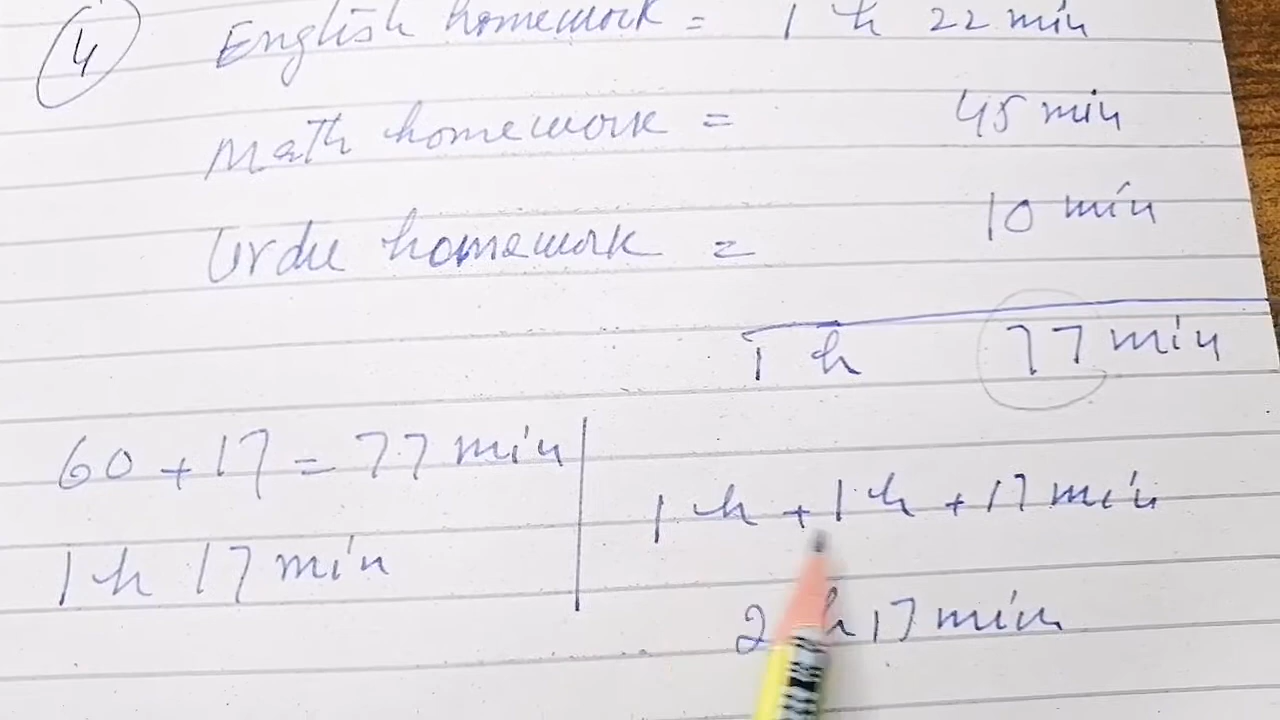 4 English homework = 1 h 22 min
Math homework = 45 min
Urdu homework = 10 min
1 h 77 min
60 + 17 = 77 min
1 h 17 min
1 h + 1 h + 17 min
2 h 17 min